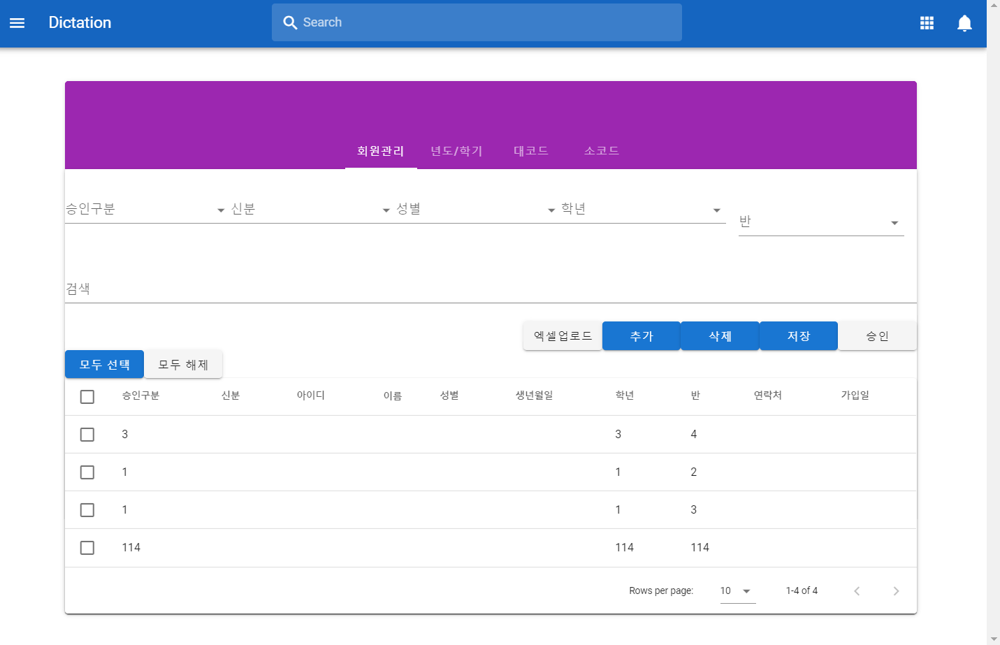 Dictation
Search
회원관리 년도/학기 대코드 소코드
승인구분 신분 성별 학년 반
검색
엑셀업로드 추가 삭제 저장 승인
모두 선택 모두 해제
승인구분 신분 아이디 이름 성별 생년월일 학년 반 연락처 가입일
3 3 4
1 1 2
1 1 3
114 114 114
Rows per page: 10 1-4 of 4